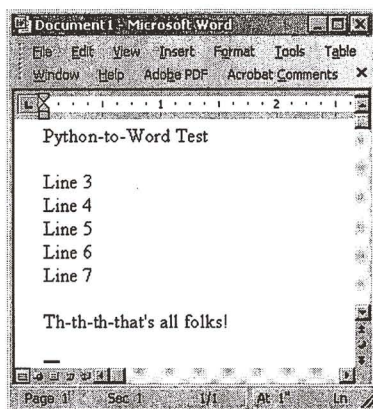 Document1 - Microsoft Word
File Edit View Insert Format Tools Table
Window Help Adobe PDF Acrobat Comments
1 2
Python-to-Word Test
Line 3
Line 4
Line 5
Line 6
Line 7
Th-th-th-that's all folks!
Page 1 Sec 1 1/1 At 1" Ln